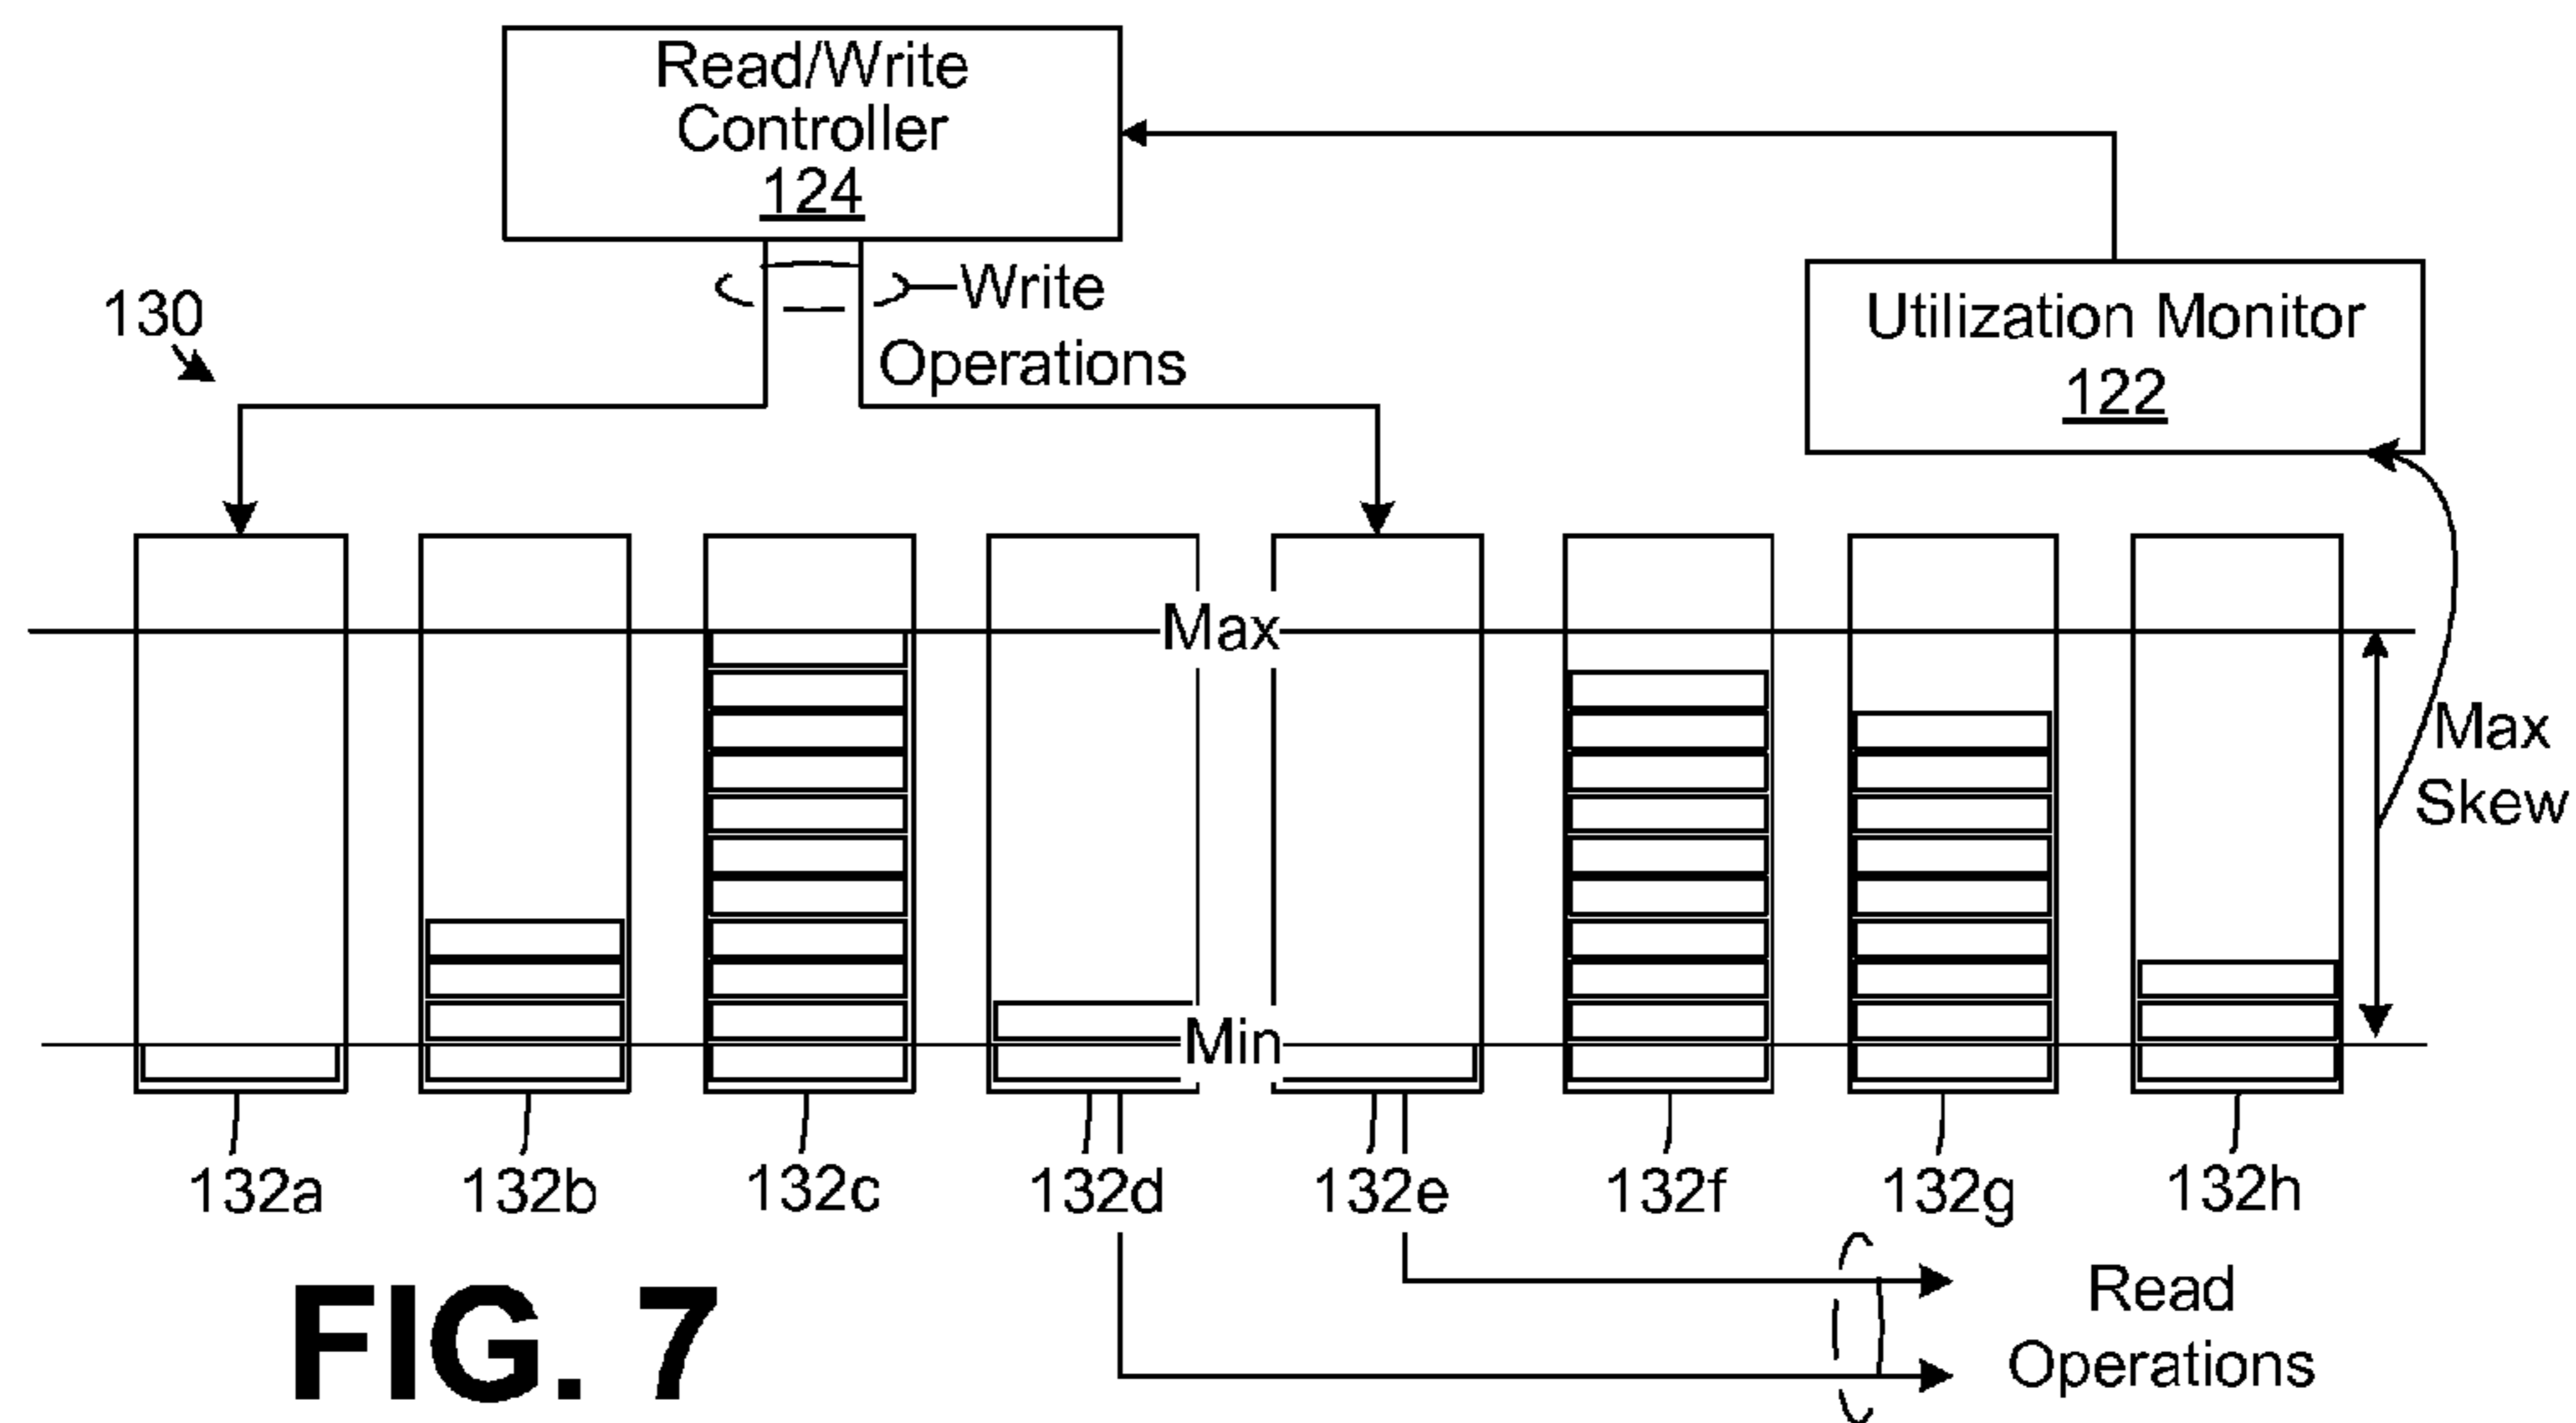 Read/Write
Controller
124
130
Write
Operations
Utilization Monitor
122
Max
Max
Skew
Min
132a
132b
132c
132d
132e
132f
132g
132h
Read
Operations
FIG. 7